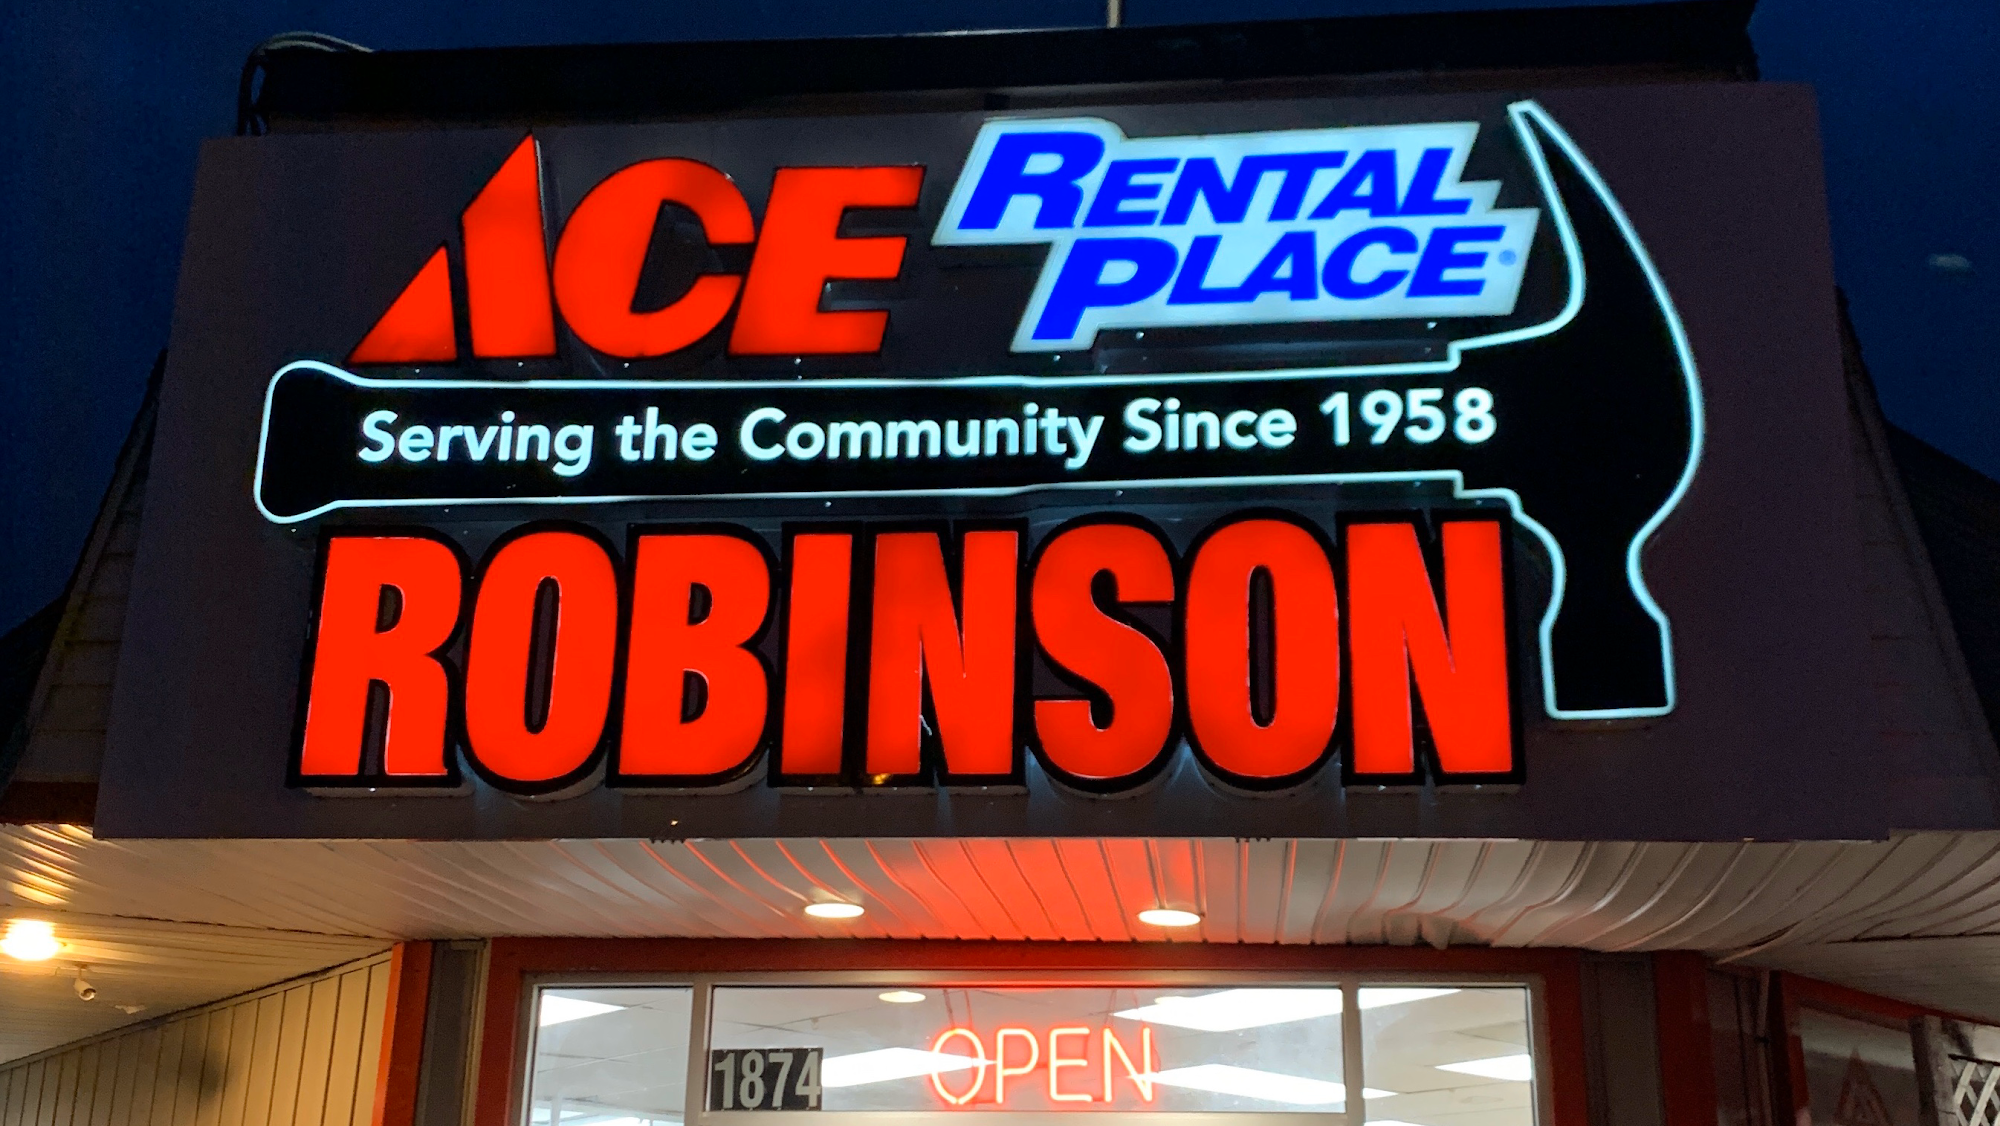 ACE RENTAL
PLACE®
Serving the Community Since 1958
ROBINSON
1874 OPEN